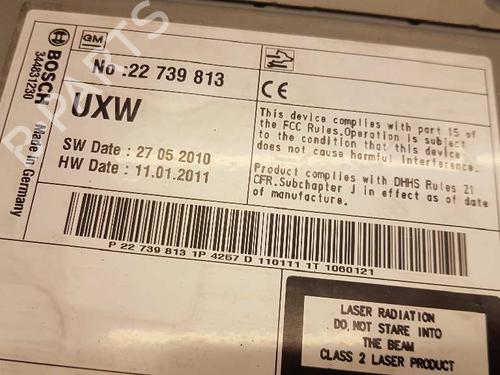 BOSCH
344831230
Made in Germany
GM
No : 22 739 813
UXW
SW Date : 27 05 2010
HW Date : 11.01.2011
CE
This device complies with part 15 of
the FCC Rules.Operation is subject
to the condition that this device
does not cause harmful interference.
Product complies with DHHS Rules 21
CFR.Subchapter J in effect as of date
of manufacture.
P 22 739 813 1P 4257 D 110111 1T 1060121
LASER RADIATION
DO NOT STARE INTO
THE BEAM
CLASS 2 LASER PRODUCT
B PARTS